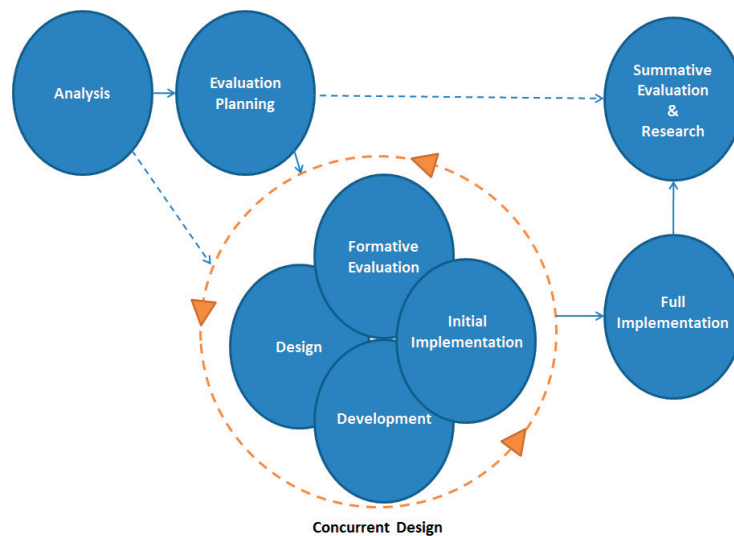 Analysis
Evaluation
Planning
Summative
Evaluation
&
Research
Formative
Evaluation
Design
Initial
Implementation
Development
Full
Implementation
Concurrent Design